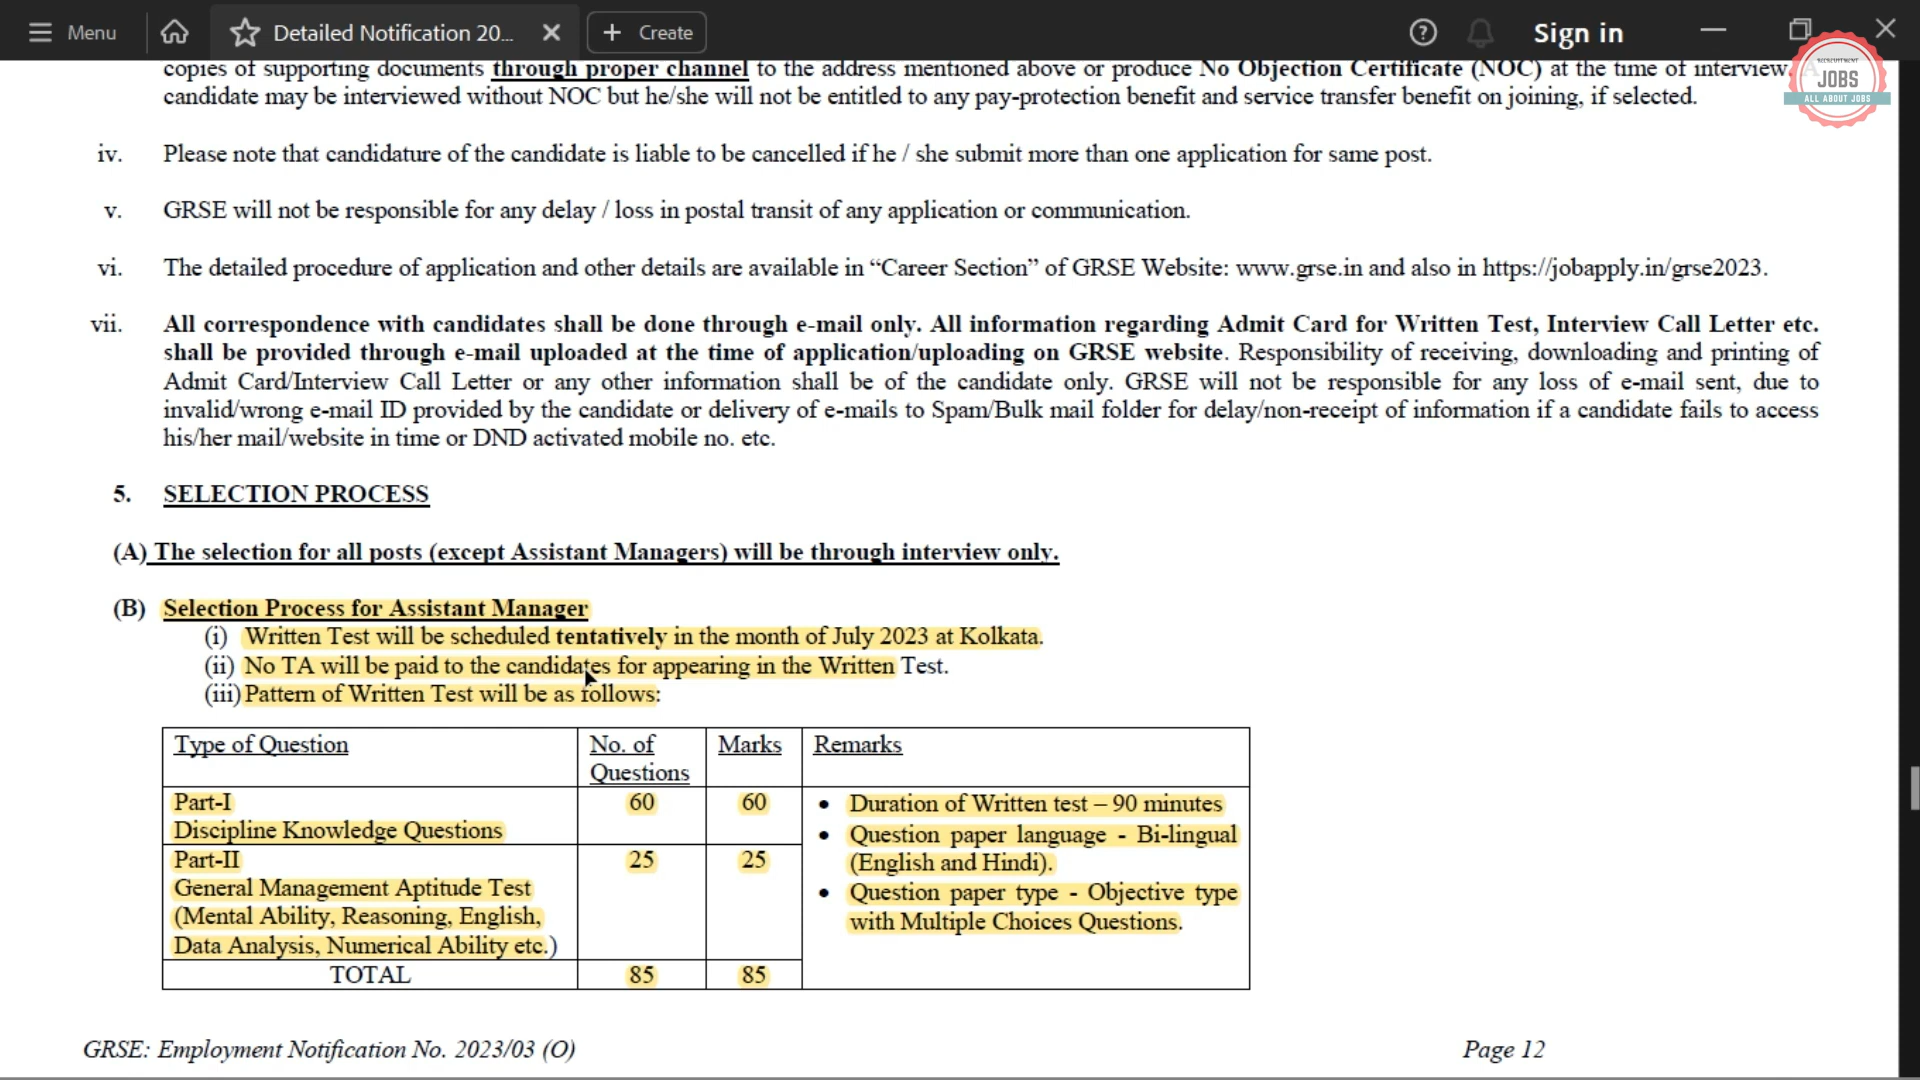 Menu
Detailed Notification 20...
Create
Sign in
RECRUITMENT
JOBS
ALL ABOUT JOBS
copies of supporting documents through proper channel to the address mentioned above or produce No Objection Certificate (NOC) at the time of interview. A
candidate may be interviewed without NOC but he/she will not be entitled to any pay-protection benefit and service transfer benefit on joining, if selected.
iv. Please note that candidature of the candidate is liable to be cancelled if he / she submit more than one application for same post.
v. GRSE will not be responsible for any delay / loss in postal transit of any application or communication.
vi. The detailed procedure of application and other details are available in “Career Section” of GRSE Website: www.grse.in and also in https://jobapply.in/grse2023.
vii. All correspondence with candidates shall be done through e-mail only. All information regarding Admit Card for Written Test, Interview Call Letter etc.
shall be provided through e-mail uploaded at the time of application/uploading on GRSE website. Responsibility of receiving, downloading and printing of
Admit Card/Interview Call Letter or any other information shall be of the candidate only. GRSE will not be responsible for any loss of e-mail sent, due to
invalid/wrong e-mail ID provided by the candidate or delivery of e-mails to Spam/Bulk mail folder for delay/non-receipt of information if a candidate fails to access
his/her mail/website in time or DND activated mobile no. etc.
5. SELECTION PROCESS
(A) The selection for all posts (except Assistant Managers) will be through interview only.
(B) Selection Process for Assistant Manager
(i) Written Test will be scheduled tentatively in the month of July 2023 at Kolkata.
(ii) No TA will be paid to the candidates for appearing in the Written Test.
(iii) Pattern of Written Test will be as follows:
Type of Question No. of Marks Remarks
Questions
Part-I 60 60 • Duration of Written test – 90 minutes
Discipline Knowledge Questions • Question paper language - Bi-lingual
Part-II 25 25 (English and Hindi).
General Management Aptitude Test • Question paper type - Objective type
(Mental Ability, Reasoning, English, with Multiple Choices Questions.
Data Analysis, Numerical Ability etc.)
TOTAL 85 85
GRSE: Employment Notification No. 2023/03 (O) Page 12